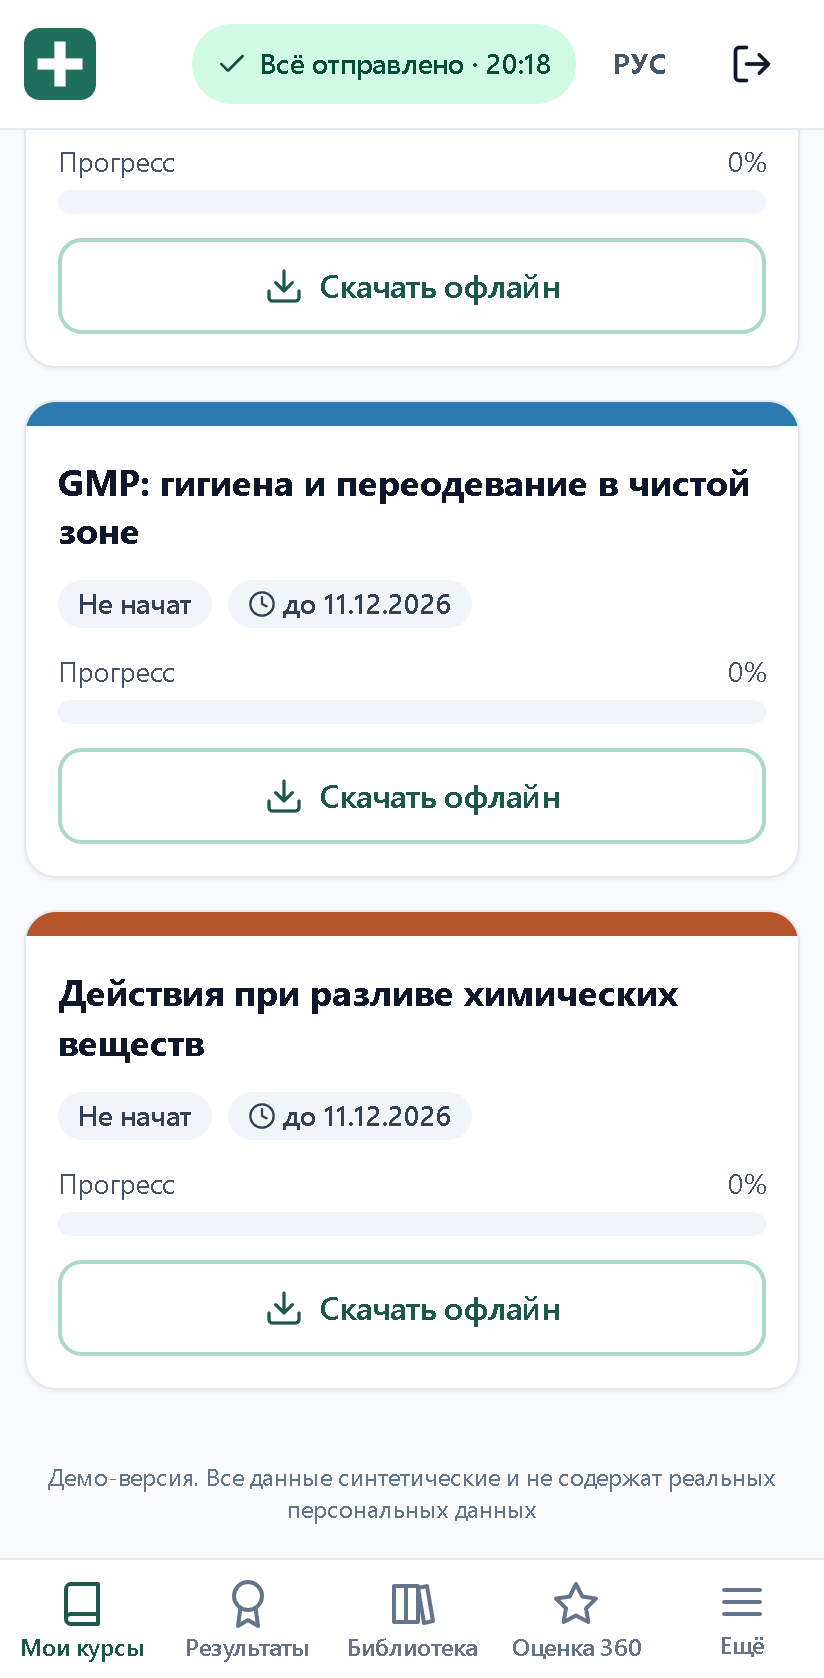 Всё отправлено · 20:18
РУС
Прогресс 0%
Скачать офлайн
GMP: гигиена и переодевание в чистой
зоне
Не начат
до 11.12.2026
Прогресс 0%
Скачать офлайн
Действия при разливе химических
веществ
Не начат
до 11.12.2026
Прогресс 0%
Скачать офлайн
Демо-версия. Все данные синтетические и не содержат реальных
персональных данных
Мои курсы
Результаты
Библиотека
Оценка 360
Ещё